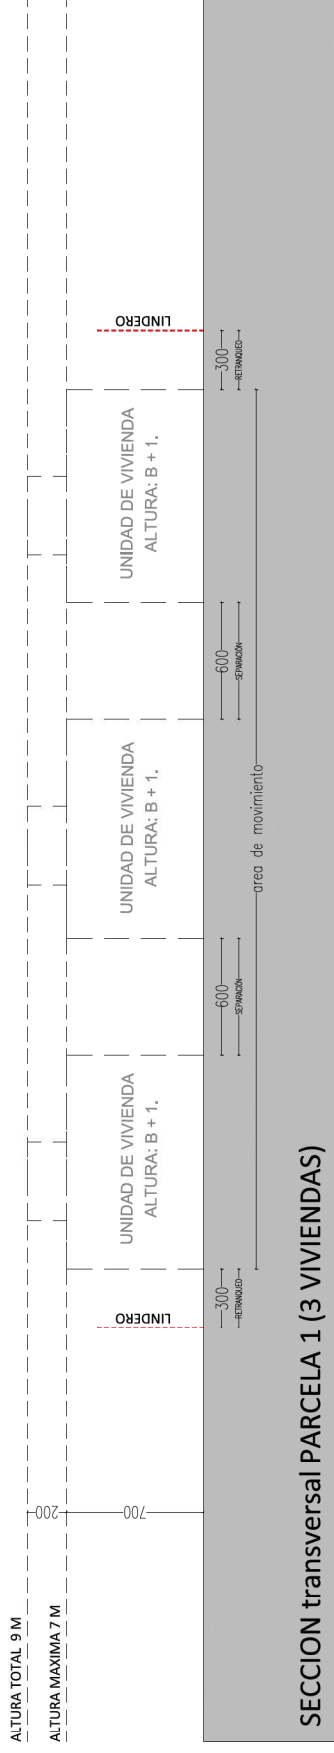 ALTURA TOTAL 9 M
ALTURA MAXIMA 7 M
200
700
LINDERO
UNIDAD DE VIVIENDA
ALTURA: B + 1.
UNIDAD DE VIVIENDA
ALTURA: B + 1.
UNIDAD DE VIVIENDA
ALTURA: B + 1.
LINDERO
300
RETRANQUEO
600
SEPARACIÓN
600
SEPARACIÓN
300
RETRANQUEO
area de movimiento
SECCION transversal PARCELA 1 (3 VIVIENDAS)